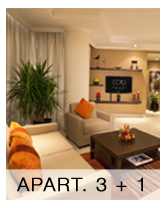 APART. 3 + 1